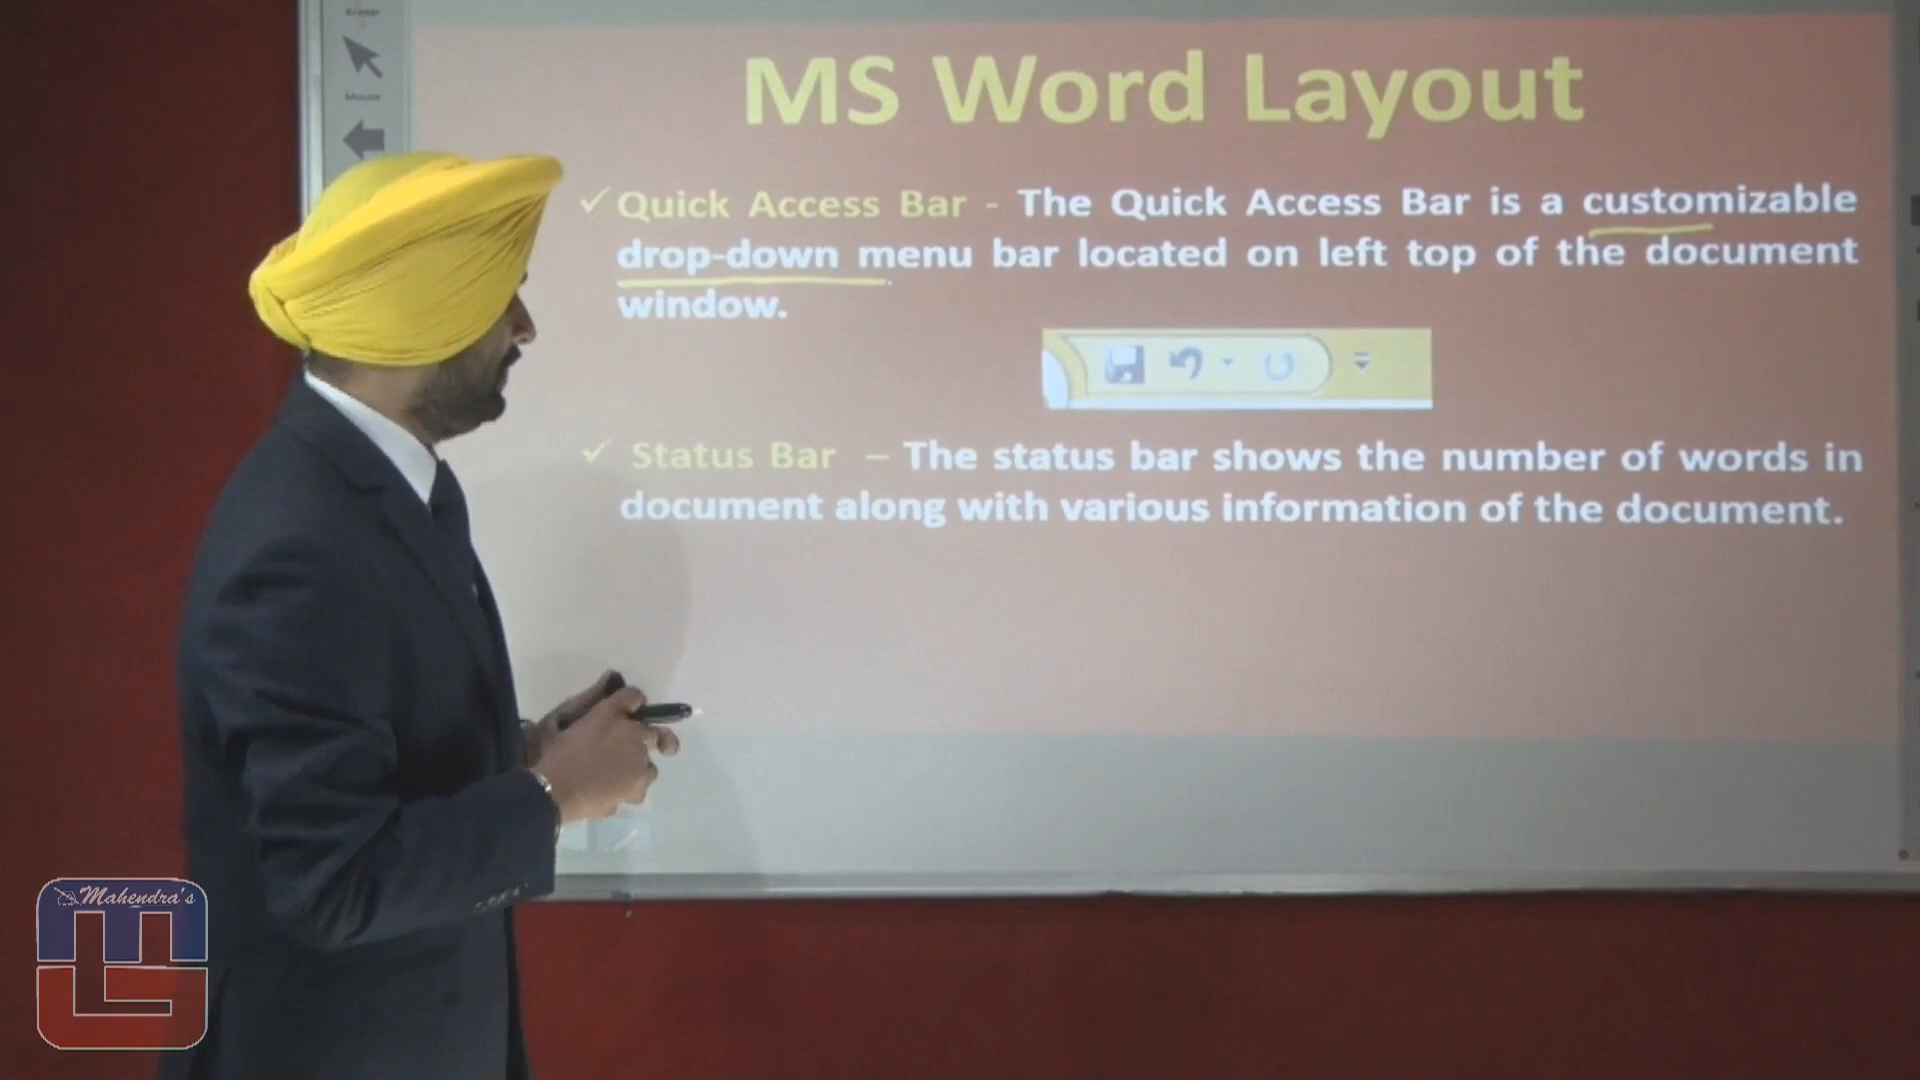 Eraser
Mouse
MS Word Layout
✓ Quick Access Bar - The Quick Access Bar is a customizable
drop-down menu bar located on left top of the document
window.
✓ Status Bar – The status bar shows the number of words in
document along with various information of the document.
Mahendra's